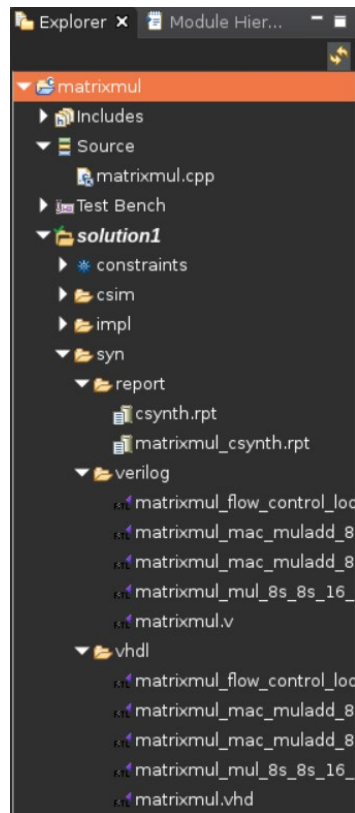 Explorer Module Hier...
matrixmul
Includes
Source
matrixmul.cpp
Test Bench
solution1
constraints
csim
impl
syn
report
csynth.rpt
matrixmul_csynth.rpt
verilog
matrixmul_flow_control_loo
matrixmul_mac_muladd_8
matrixmul_mac_muladd_8
matrixmul_mul_8s_8s_16_
matrixmul.v
vhdl
matrixmul_flow_control_loo
matrixmul_mac_muladd_8
matrixmul_mac_muladd_8
matrixmul_mul_8s_8s_16_
matrixmul.vhd